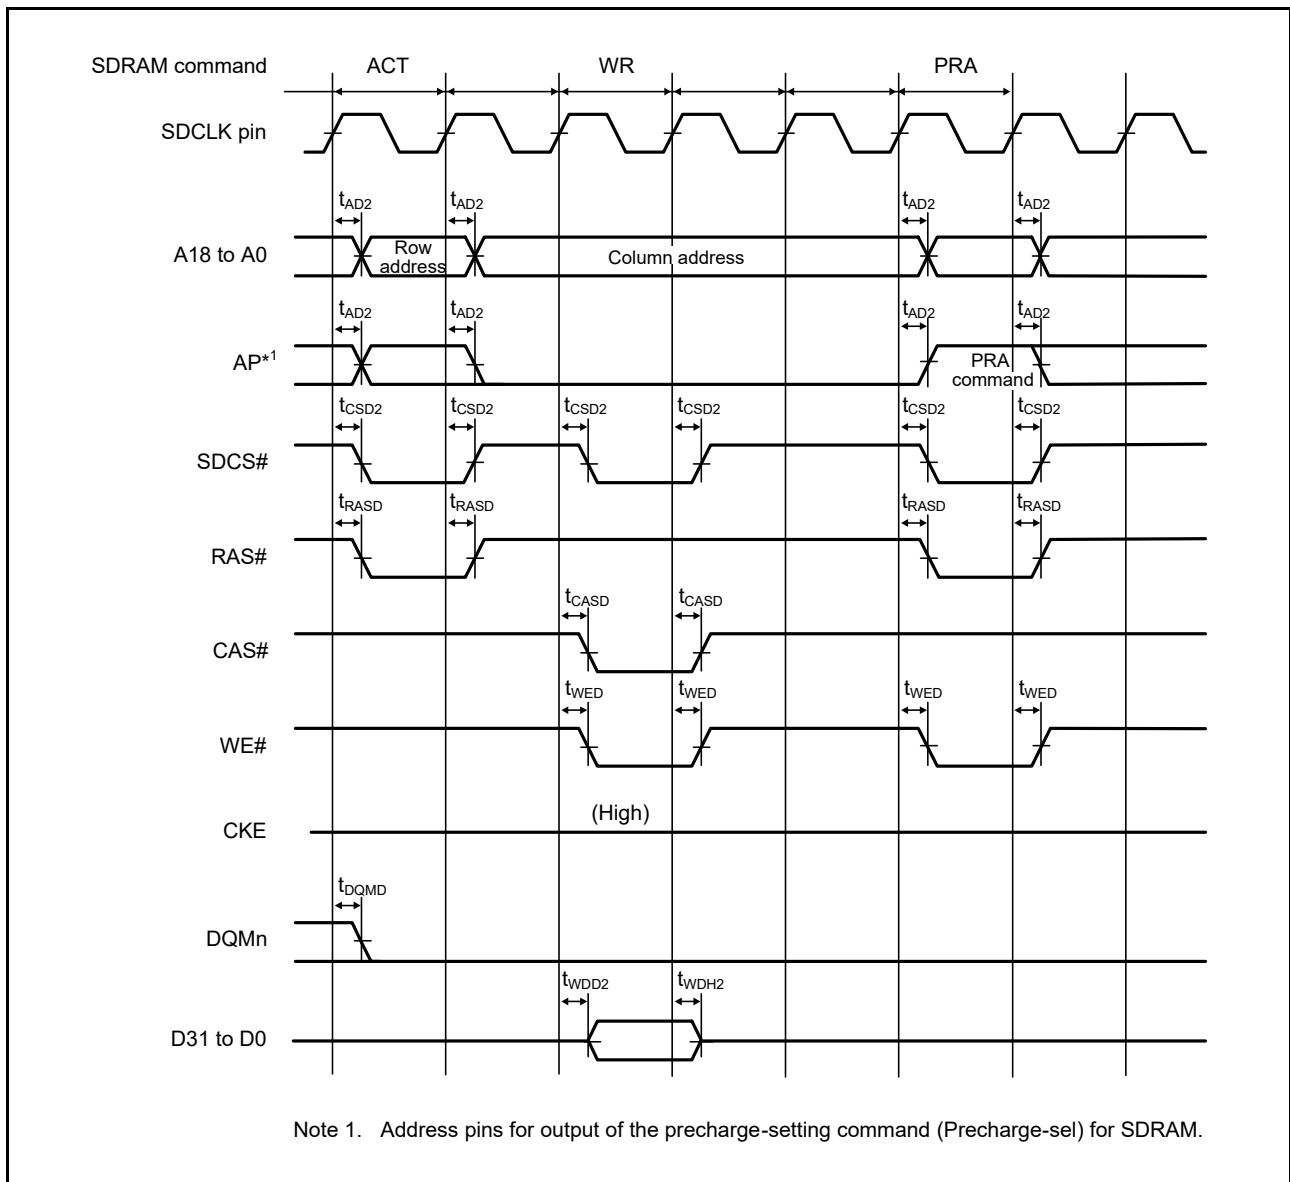 SDRAM command ACT WR PRA
SDCLK pin
tAD2 tAD2 tAD2 tAD2
A18 to A0 Row address Column address
tAD2 tAD2 tAD2 tAD2
AP*1 PRA command
tCSD2 tCSD2 tCSD2 tCSD2 tCSD2 tCSD2
SDCS#
tRASD tRASD tRASD tRASD
RAS#
tCASD tCASD
CAS#
tWED tWED tWED tWED
WE#
(High)
CKE
tDQMD
DQMn
tWDD2 tWDH2
D31 to D0
Note 1. Address pins for output of the precharge-setting command (Precharge-sel) for SDRAM.